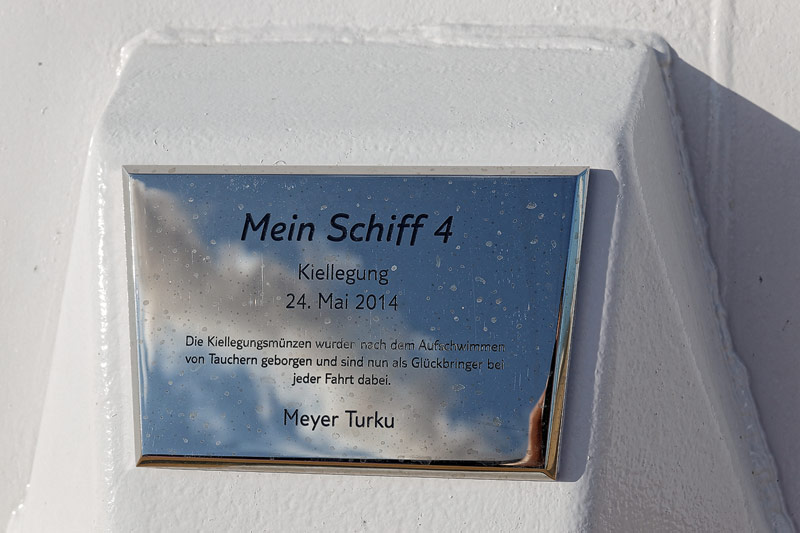 Mein Schiff 4
Kiellegung
24. Mai 2014
Die Kiellegungsmünzen wurden nach dem Aufschwimmen
von Tauchern geborgen und sind nun als Glückbringer bei
jeder Fahrt dabei.
Meyer Turku